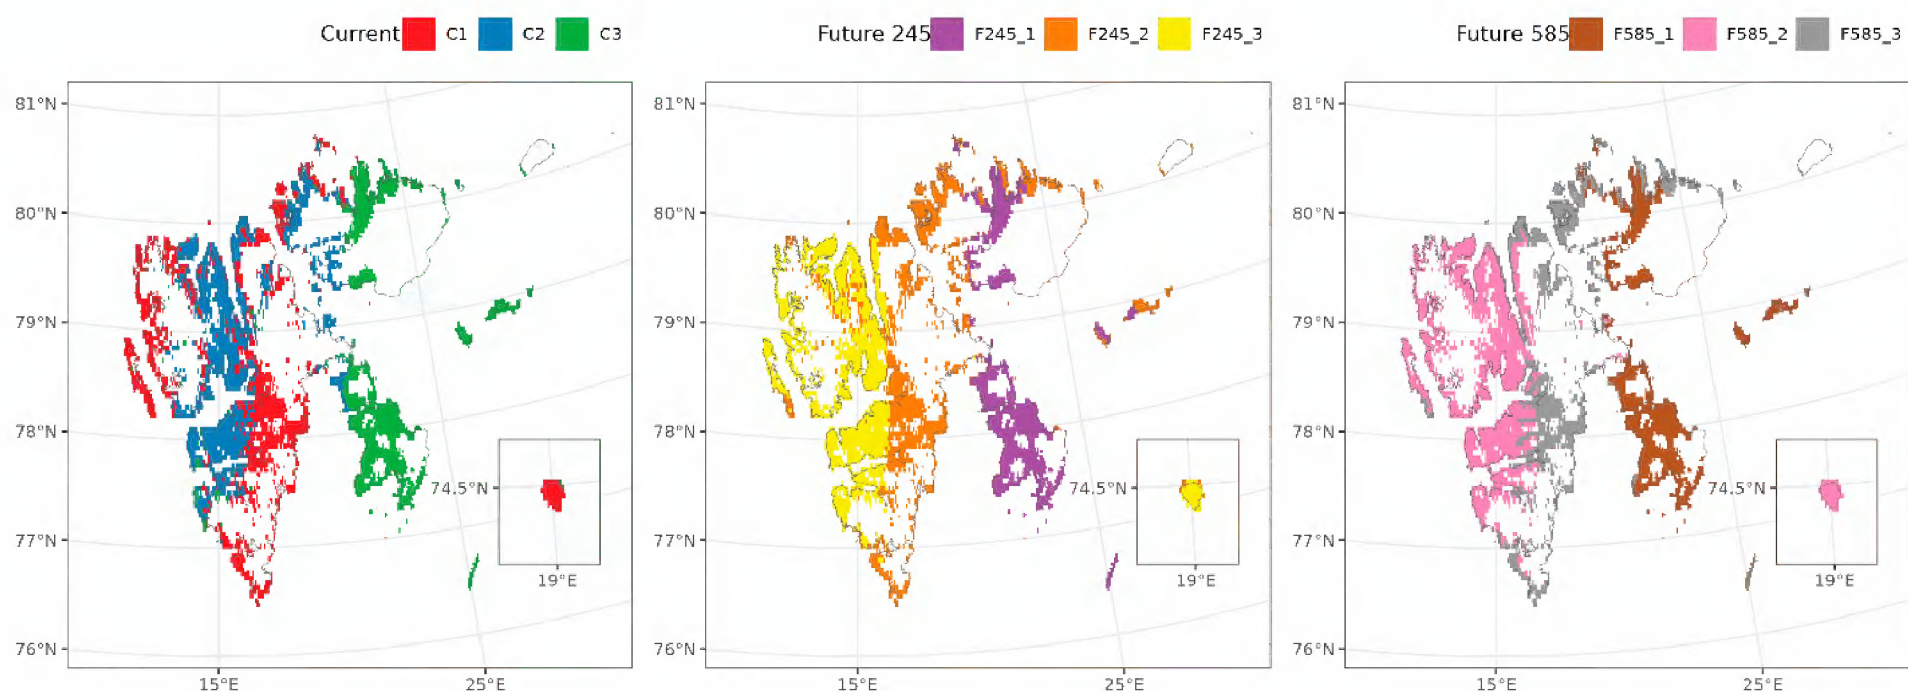 Current C1 C2 C3 Future 245 F245_1 F245_2 F245_3 Future 585 F585_1 F585_2 F585_3
81°N 81°N 81°N
80°N 80°N 80°N
79°N 79°N 79°N
78°N 78°N 78°N
74.5°N 74.5°N 74.5°N
77°N 77°N 77°N
19°E 19°E 19°E
76°N 76°N 76°N
15°E 25°E 15°E 25°E 15°E 25°E